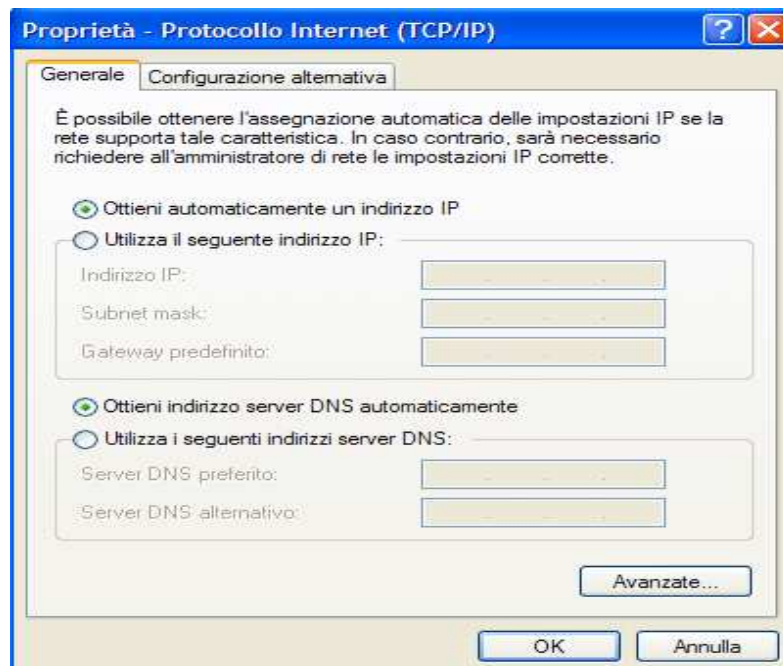 Proprietà - Protocollo Internet (TCP/IP)
Generale
Configurazione alternativa
È possibile ottenere l'assegnazione automatica delle impostazioni IP se la
rete supporta tale caratteristica. In caso contrario, sarà necessario
richiedere all'amministratore di rete le impostazioni IP corrette.
Ottieni automaticamente un indirizzo IP
Utilizza il seguente indirizzo IP:
Indirizzo IP:
Subnet mask:
Gateway predefinito:
Ottieni indirizzo server DNS automaticamente
Utilizza i seguenti indirizzi server DNS:
Server DNS preferito:
Server DNS alternativo:
Avanzate...
OK
Annulla